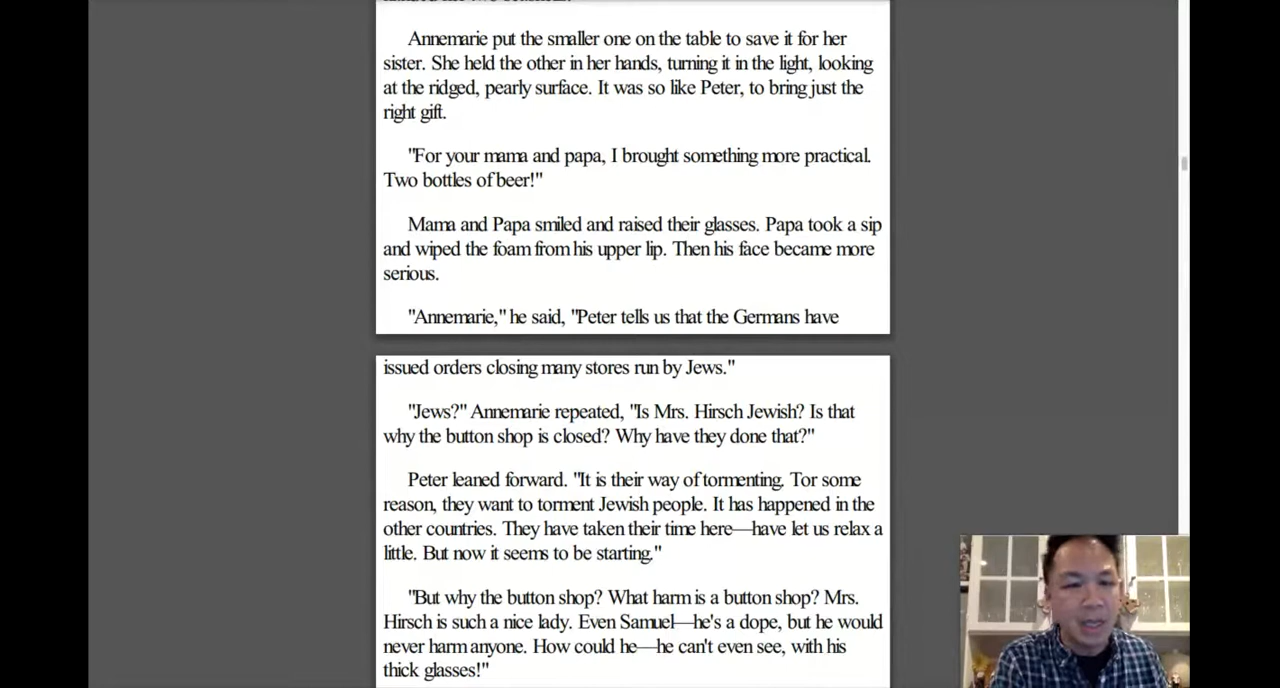 Annemarie put the smaller one on the table to save it for her
sister. She held the other in her hands, turning it in the light, looking
at the ridged, pearly surface. It was so like Peter, to bring just the
right gift.
"For your mama and papa, I brought something more practical.
Two bottles of beer!"
Mama and Papa smiled and raised their glasses. Papa took a sip
and wiped the foam from his upper lip. Then his face became more
serious.
"Annemarie," he said, "Peter tells us that the Germans have
issued orders closing many stores run by Jews."
"Jews?" Annemarie repeated, "Is Mrs. Hirsch Jewish? Is that
why the button shop is closed? Why have they done that?"
Peter leaned forward. "It is their way of tormenting. Tor some
reason, they want to torment Jewish people. It has happened in the
other countries. They have taken their time here—have let us relax a
little. But now it seems to be starting."
"But why the button shop? What harm is a button shop? Mrs.
Hirsch is such a nice lady. Even Samuel—he's a dope, but he would
never harm anyone. How could he—he can't even see, with his
thick glasses!"